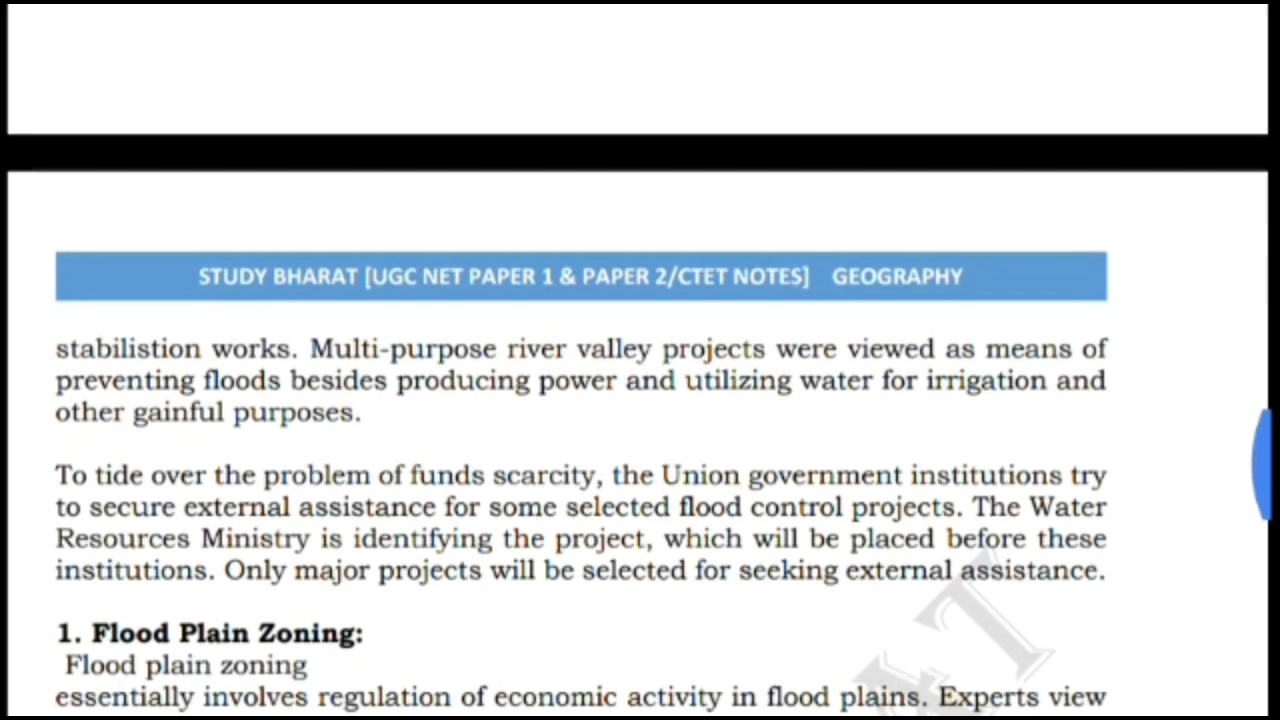 STUDY BHARAT [UGC NET PAPER 1 & PAPER 2/CTET NOTES] GEOGRAPHY
stabilistion works. Multi-purpose river valley projects were viewed as means of
preventing floods besides producing power and utilizing water for irrigation and
other gainful purposes.
To tide over the problem of funds scarcity, the Union government institutions try
to secure external assistance for some selected flood control projects. The Water
Resources Ministry is identifying the project, which will be placed before these
institutions. Only major projects will be selected for seeking external assistance.
1. Flood Plain Zoning:
Flood plain zoning
essentially involves regulation of economic activity in flood plains. Experts view